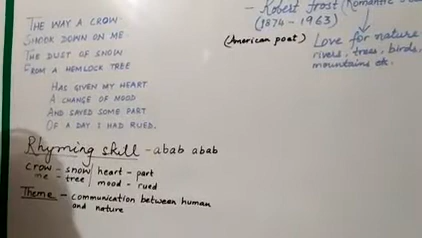 THE WAY A CROW
SHOOK DOWN ON ME
THE DUST OF SNOW
FROM A HEMLOCK TREE
HAS GIVEN MY HEART
A CHANGE OF MOOD
AND SAVED SOME PART
OF A DAY I HAD RUED.
Rhyming skill - abab abab
crow - snow / heart - part
me - tree / mood - rued
Theme - communication between human
and nature
- Robert Frost
(1874 - 1963)
(American poet)
Romantic
Love for nature
rivers, trees, birds,
mountains etc.